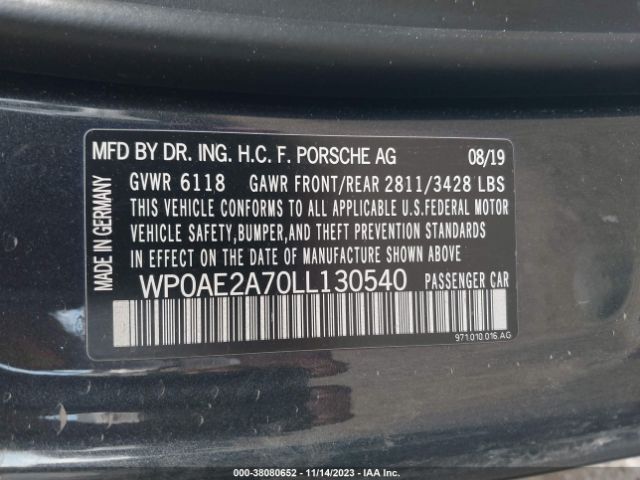 MFD BY DR. ING. H.C. F. PORSCHE AG 08/19
GVWR 6118 GAWR FRONT/REAR 2811/3428 LBS
THIS VEHICLE CONFORMS TO ALL APPLICABLE U.S.FEDERAL MOTOR
VEHICLE SAFETY,BUMPER,AND THEFT PREVENTION STANDARDS
IN EFFECT ON THE DATE OF MANUFACTURE SHOWN ABOVE
WP0AE2A70LL130540 PASSENGER CAR
971.010.016.AG
MADE IN GERMANY
000-38080652 - 11/14/2023 - IAA Inc.